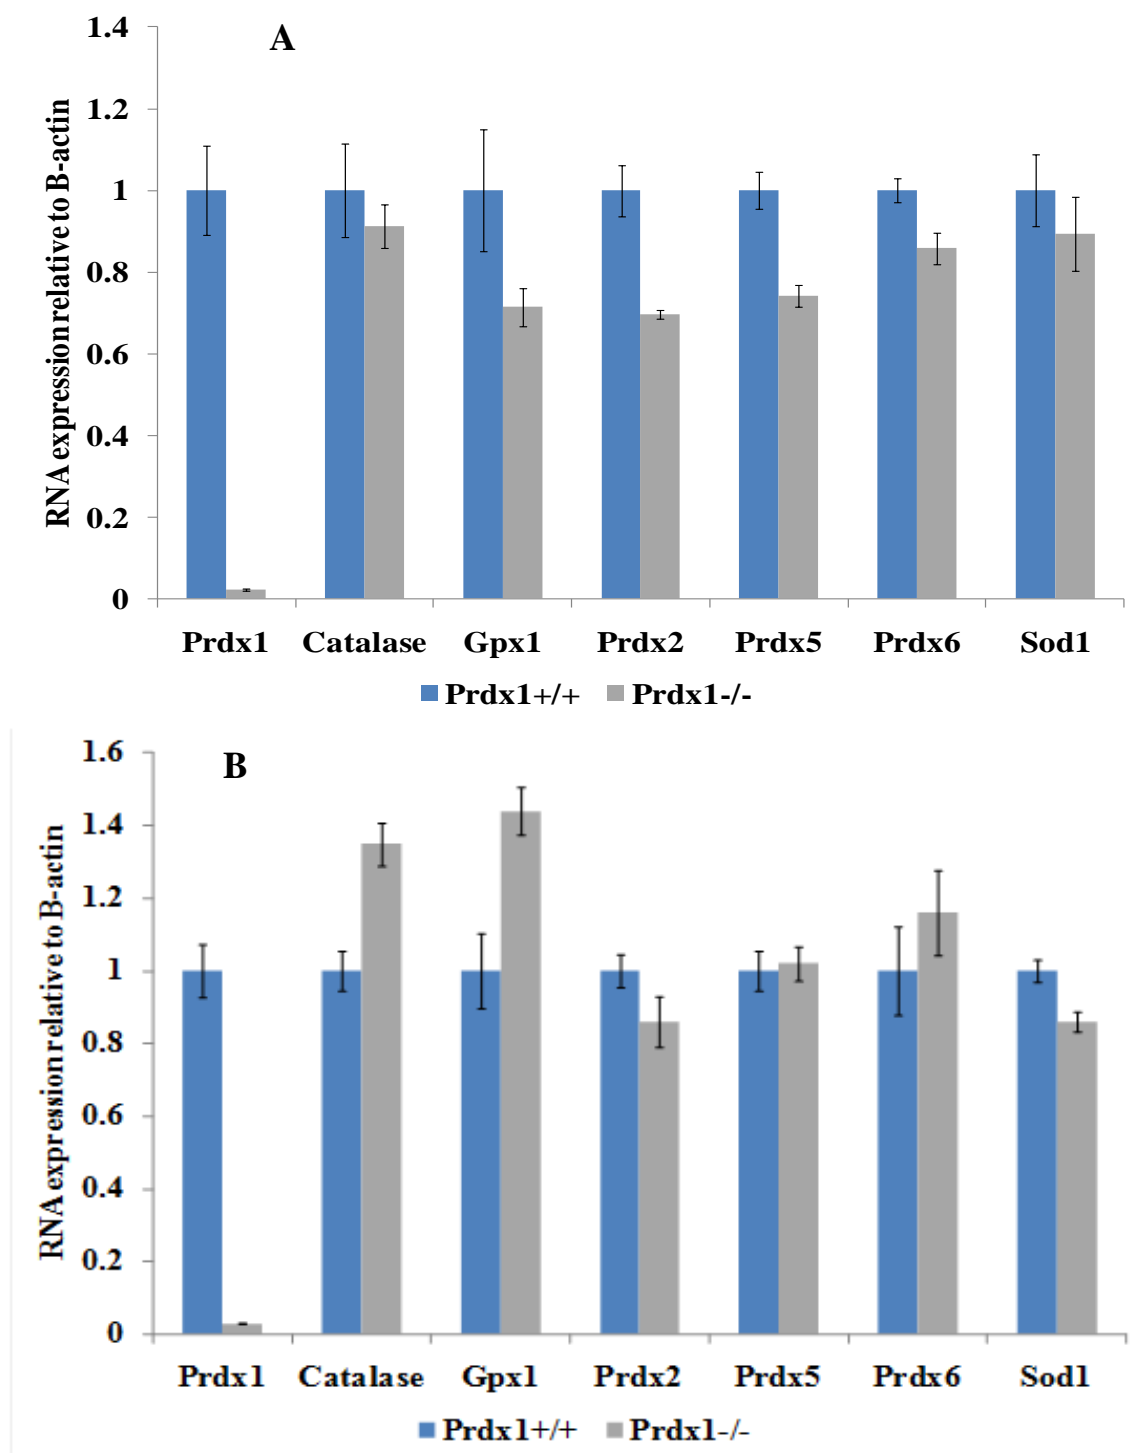 A
RNA expression relative to B-actin
1.4
1.2
1
0.8
0.6
0.4
0.2
0
Prdx1 Catalase Gpx1 Prdx2 Prdx5 Prdx6 Sod1
Prdx1+/+ Prdx1-/-
B
RNA expression relative to B-actin
1.6
1.4
1.2
1
0.8
0.6
0.4
0.2
0
Prdx1 Catalase Gpx1 Prdx2 Prdx5 Prdx6 Sod1
Prdx1+/+ Prdx1-/-